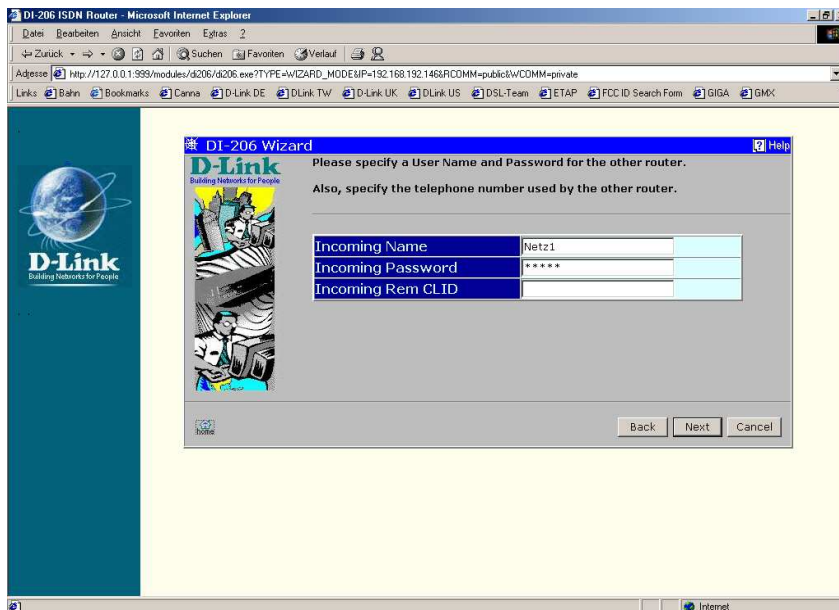 DI-206 ISDN Router - Microsoft Internet Explorer
Datei Bearbeiten Ansicht Favoriten Extras ?
Zurück Suchen Favoriten Verlauf
Adresse http://127.0.0.1:999/modules/di206/di206.exe?TYPE=WIZARD_MODE&IP=192.168.192.146&RCOMM=public&WCOMM=private
Links Bahn Bookmarks Canna D-Link DE DLink TW D-Link UK DLink US DSL-Team ETAP FCC ID Search Form GIGA GMX
D-Link
Building Networks for People
DI-206 Wizard ? Help
D-Link
Building Networks for People
Please specify a User Name and Password for the other router.
Also, specify the telephone number used by the other router.
Incoming Name Netz1
Incoming Password *****
Incoming Rem CLID
home
Back Next Cancel
Internet